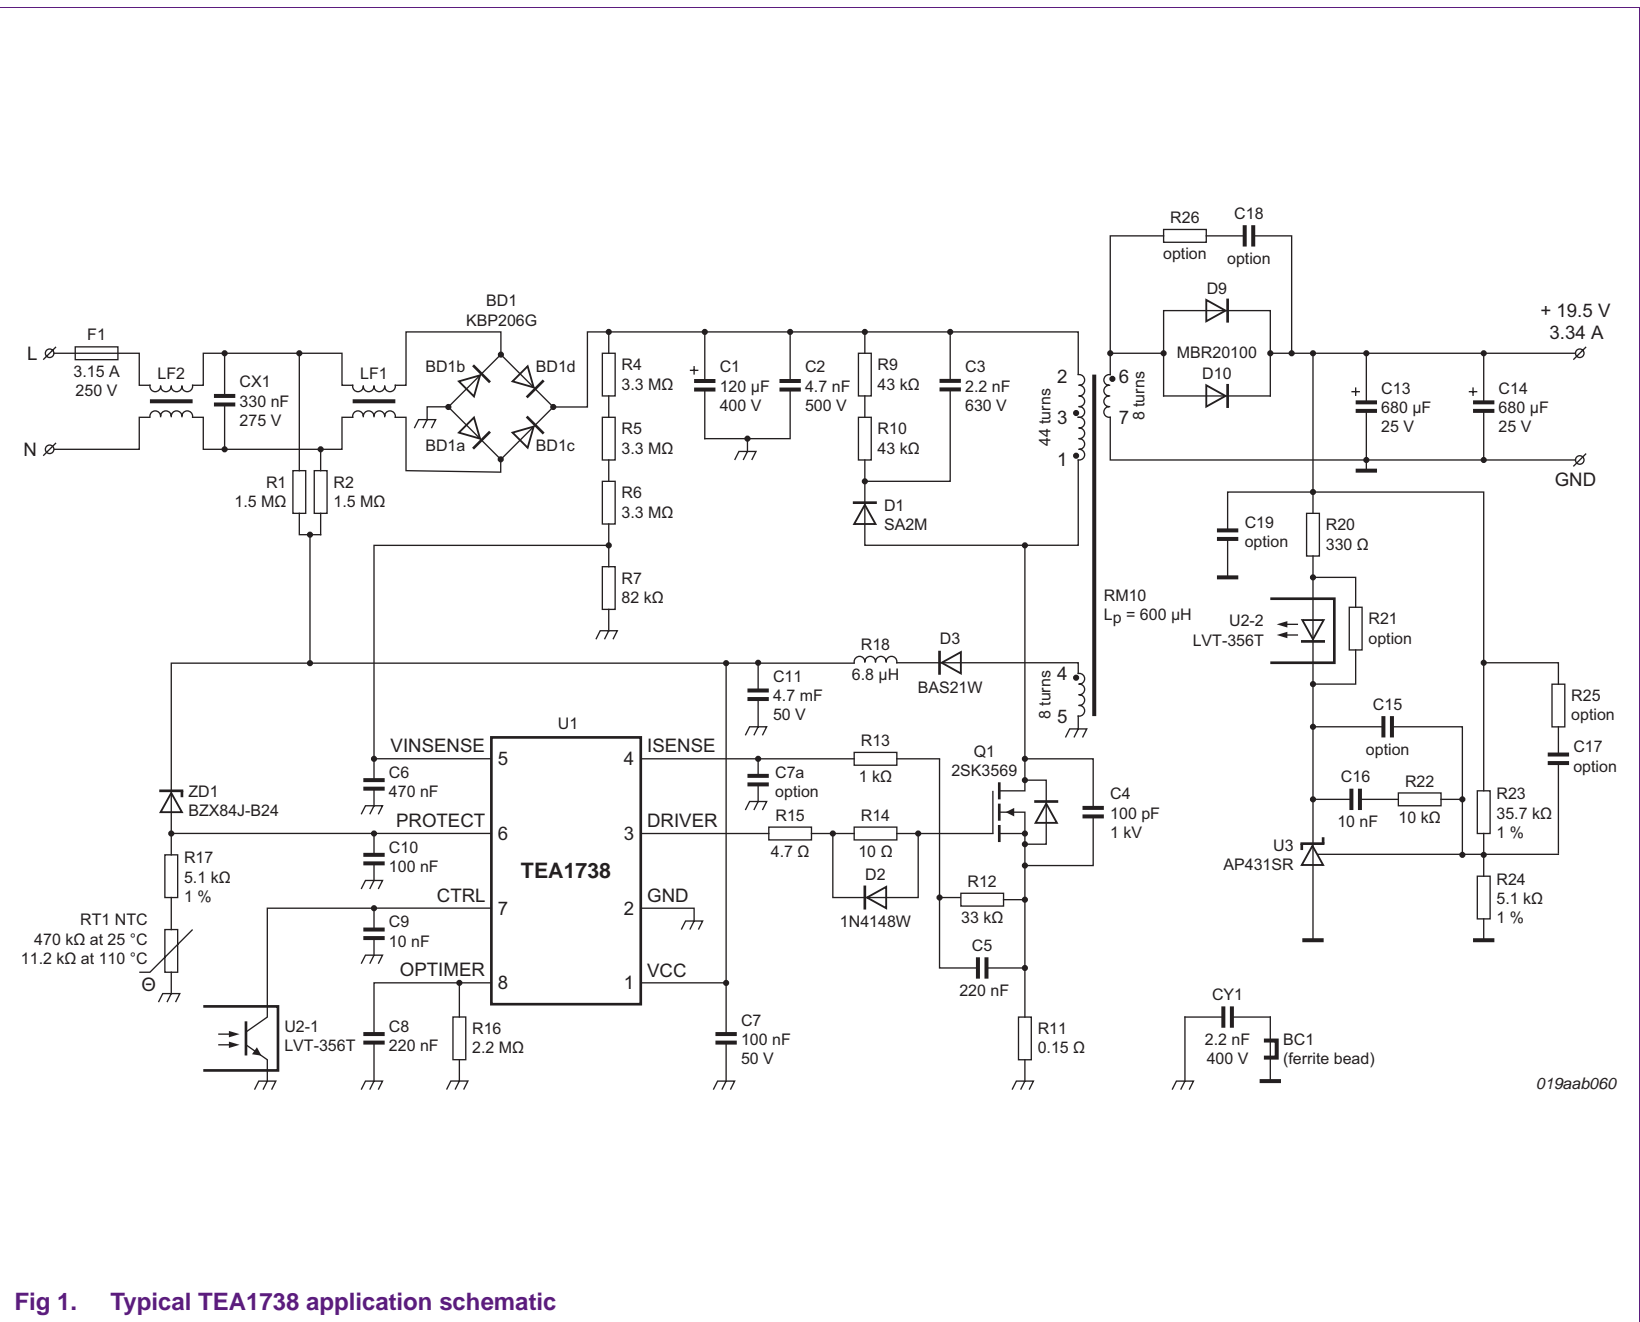 R26
option
C18
option
D9
MBR20100
D10
+ 19.5 V
3.34 A
BD1
KBP206G
F1
L
3.15 A
250 V
LF2
CX1
330 nF
275 V
LF1
BD1b
BD1d
BD1a
BD1c
N
R1
1.5 MΩ
R2
1.5 MΩ
R4
3.3 MΩ
R5
3.3 MΩ
R6
3.3 MΩ
R7
82 kΩ
+
C1
120 µF
400 V
C2
4.7 nF
500 V
R9
43 kΩ
R10
43 kΩ
C3
2.2 nF
630 V
D1
SA2M
2
3
1
44 turns
6
7
8 turns
+
C13
680 µF
25 V
+
C14
680 µF
25 V
GND
C19
option
R20
330 Ω
RM10
Lp = 600 µH
U2-2
LVT-356T
R21
option
R18
6.8 µH
D3
BAS21W
4
5
8 turns
C11
4.7 mF
50 V
R25
option
C17
option
C15
option
C16
10 nF
R22
10 kΩ
R23
35.7 kΩ
1 %
U3
AP431SR
R24
5.1 kΩ
1 %
U1
VINSENSE
5
4
ISENSE
C6
470 nF
C7a
option
R13
1 kΩ
Q1
2SK3569
C4
100 pF
1 kV
ZD1
BZX84J-B24
PROTECT
6
3
DRIVER
R15
4.7 Ω
R14
10 Ω
D2
1N4148W
C10
100 nF
TEA1738
R17
5.1 kΩ
1 %
CTRL
7
2
GND
R12
33 kΩ
RT1 NTC
470 kΩ at 25 °C
11.2 kΩ at 110 °C
Θ
C9
10 nF
C5
220 nF
OPTIMER
8
1
VCC
U2-1
LVT-356T
C8
220 nF
R16
2.2 MΩ
C7
100 nF
50 V
R11
0.15 Ω
CY1
2.2 nF
400 V
BC1
(ferrite bead)
019aab060
Fig 1. Typical TEA1738 application schematic